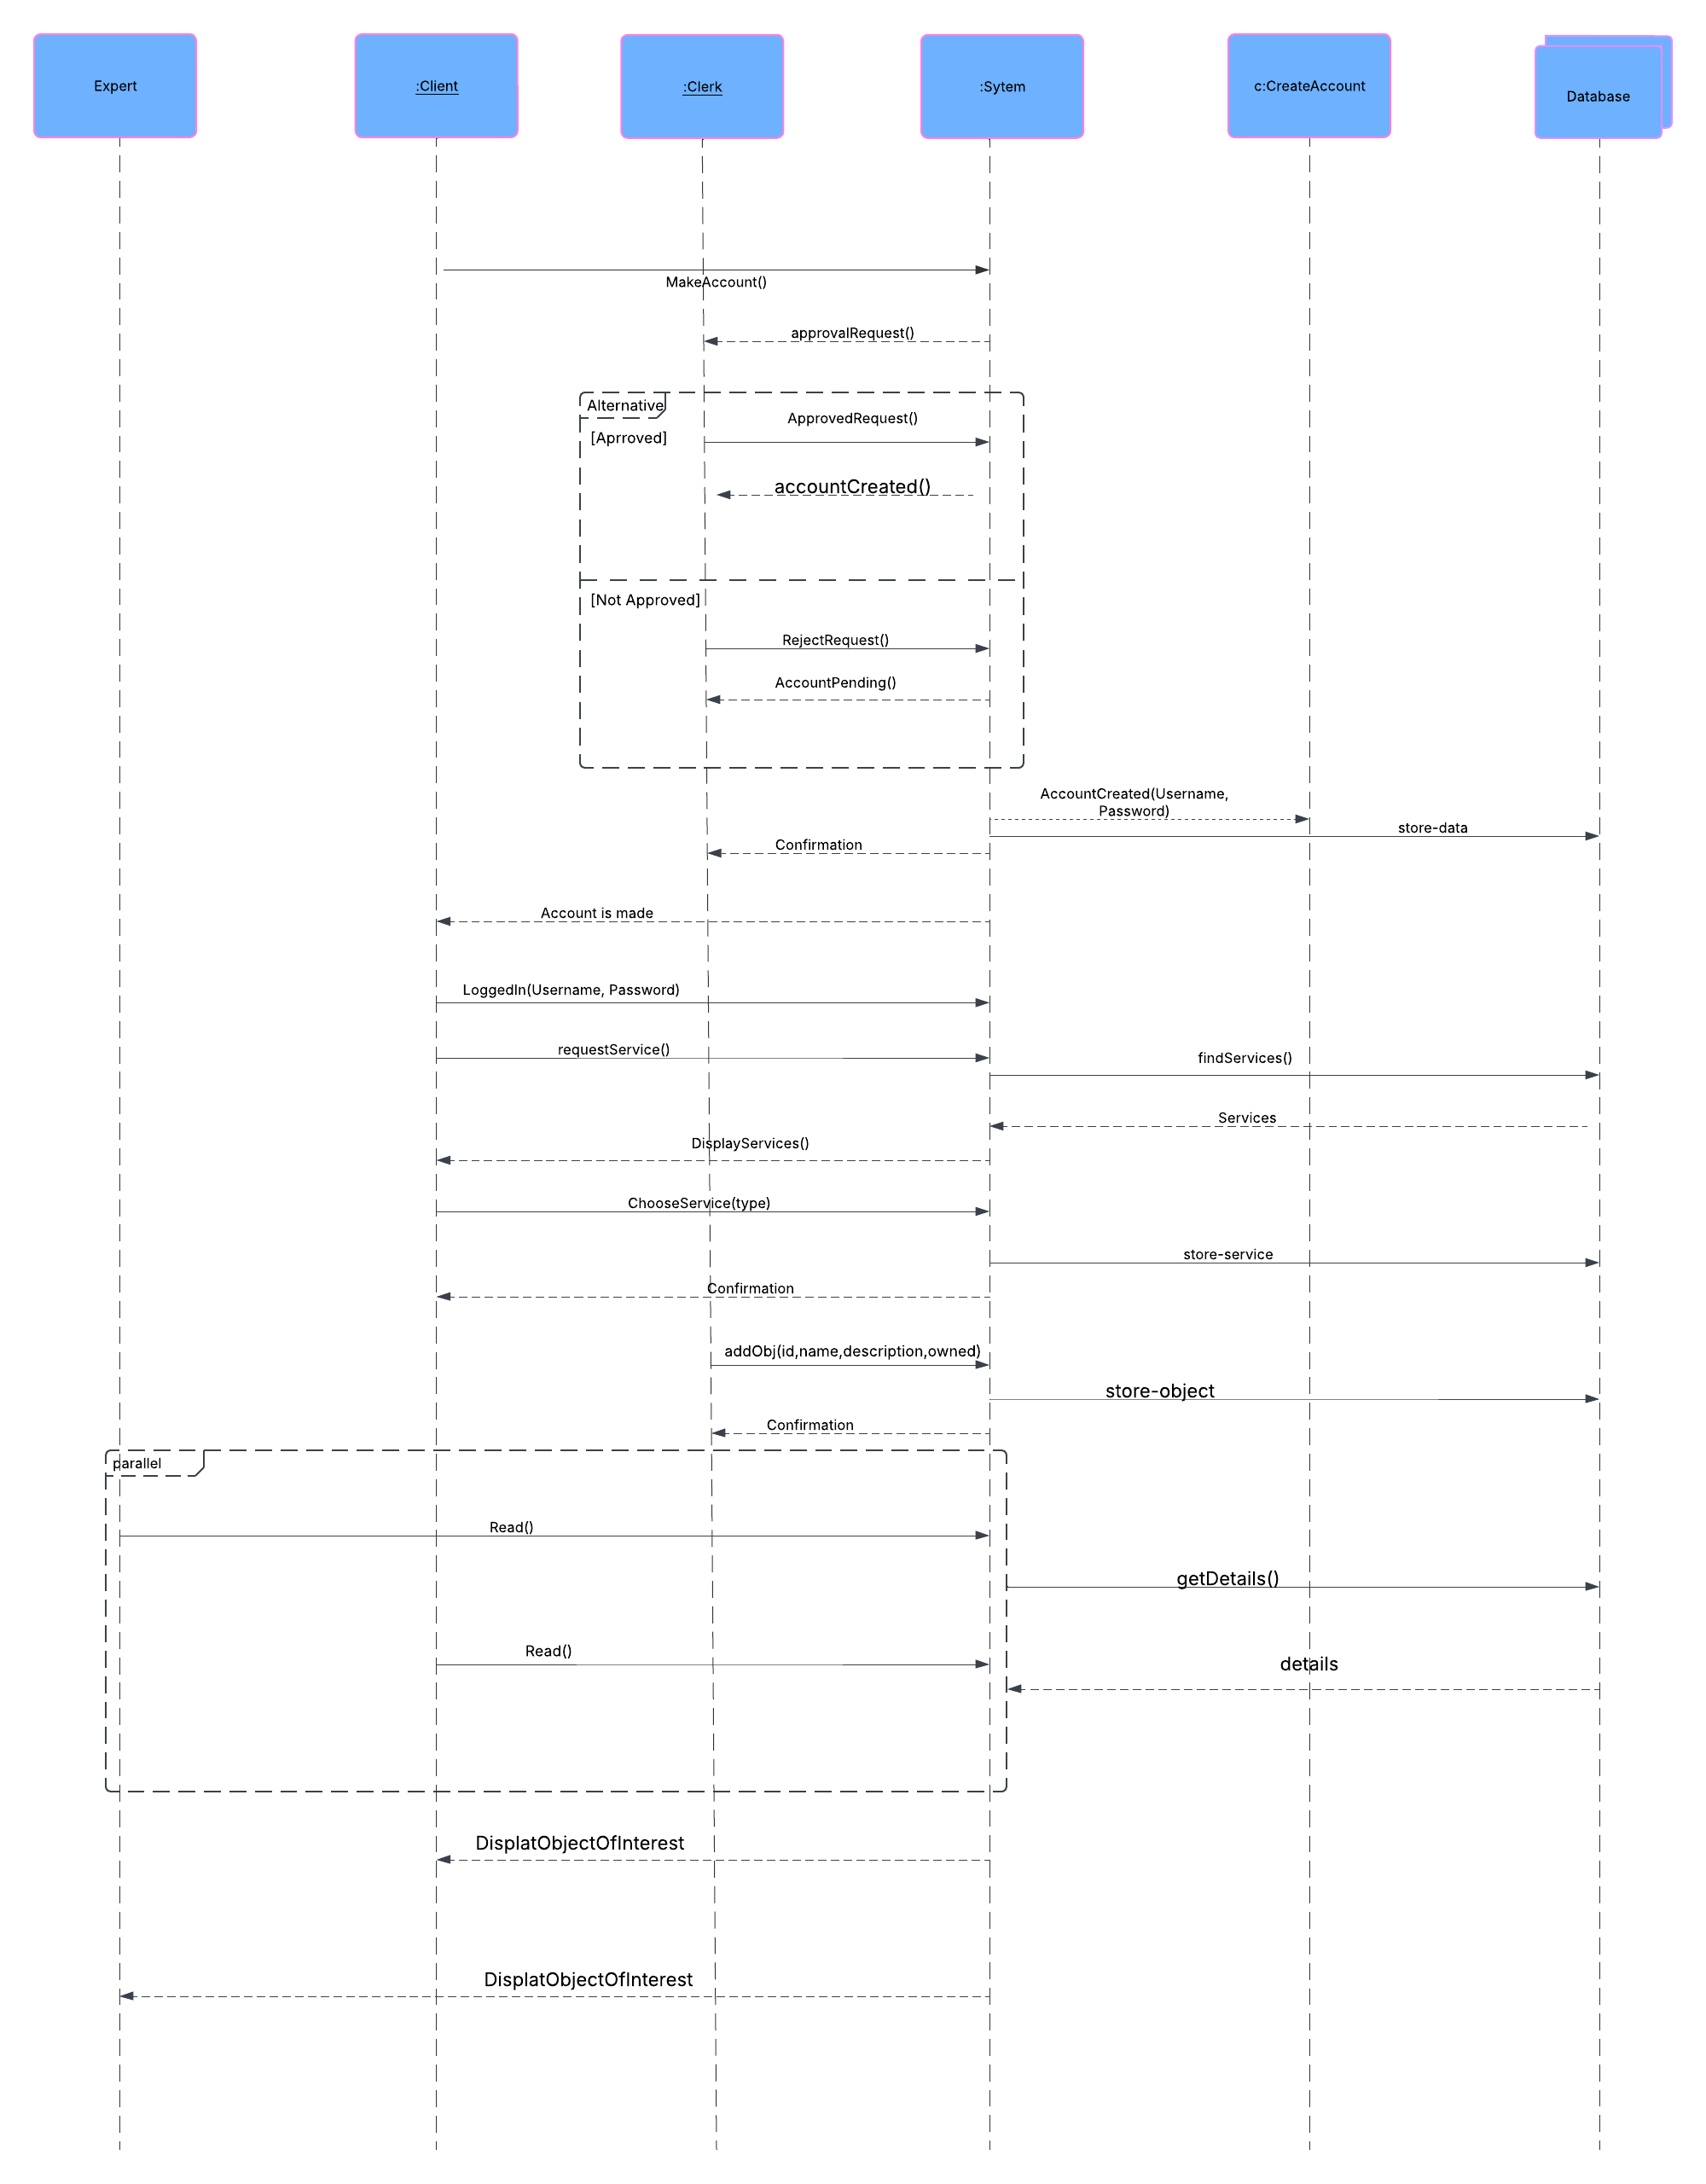 Expert
:Client
:Clerk
:Sytem
c:CreateAccount
Database
MakeAccount()
approvalRequest()
Alternative
ApprovedRequest()
[Aprroved]
accountCreated()
[Not Approved]
RejectRequest()
AccountPending()
AccountCreated(Username,
Password)
store-data
Confirmation
Account is made
LoggedIn(Username, Password)
requestService()
findServices()
Services
DisplayServices()
ChooseService(type)
store-service
Confirmation
addObj(id,name,description,owned)
store-object
Confirmation
parallel
Read()
getDetails()
Read()
details
DisplatObjectOfInterest
DisplatObjectOfInterest